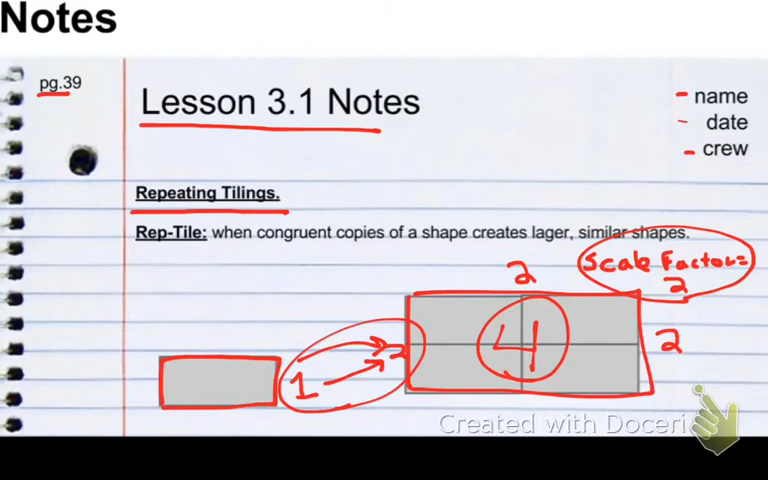 Notes
pg.39
Lesson 3.1 Notes
name
date
crew
Repeating Tilings.
Rep-Tile: when congruent copies of a shape creates lager, similar shapes.
Scale Factor=
2
2
4
2
1
2
Created with Doceri